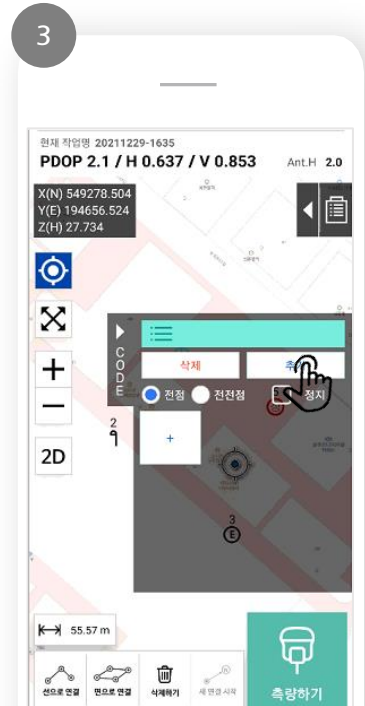 3
현재 작업명 20211229-1635
PDOP 2.1 / H 0.637 / V 0.853 Ant.H 2.0
X(N) 549278.504
Y(E) 194656.524
Z(H) 27.734
CODE
삭제
전점 전전점 정지
2
+
2D
3
E
55.57 m
선으로 연결 면으로 연결 삭제하기 새 연결 시작
측량하기